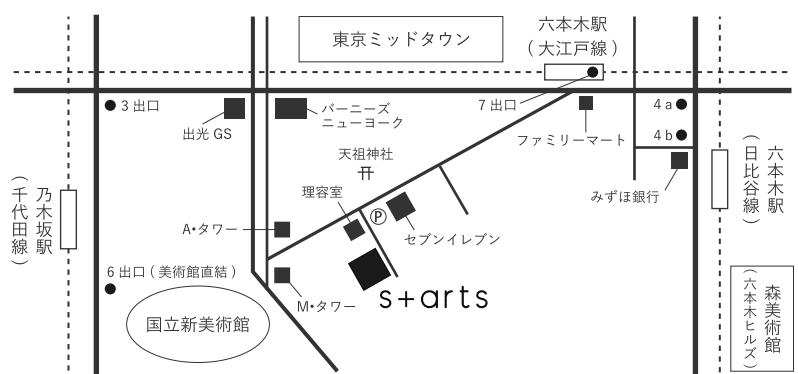 六本木駅
(大江戸線)
東京ミッドタウン
3 出口
出光 GS
バーニーズ
ニューヨーク
7 出口
ファミリーマート
4 a
4 b
みずほ銀行
六本木駅
(日比谷線)
天祖神社
理容室
P
セブンイレブン
A•タワー
乃木坂駅
(千代田線)
6 出口(美術館直結)
M•タワー
s+arts
国立新美術館
森美術館
(六本木ヒルズ)